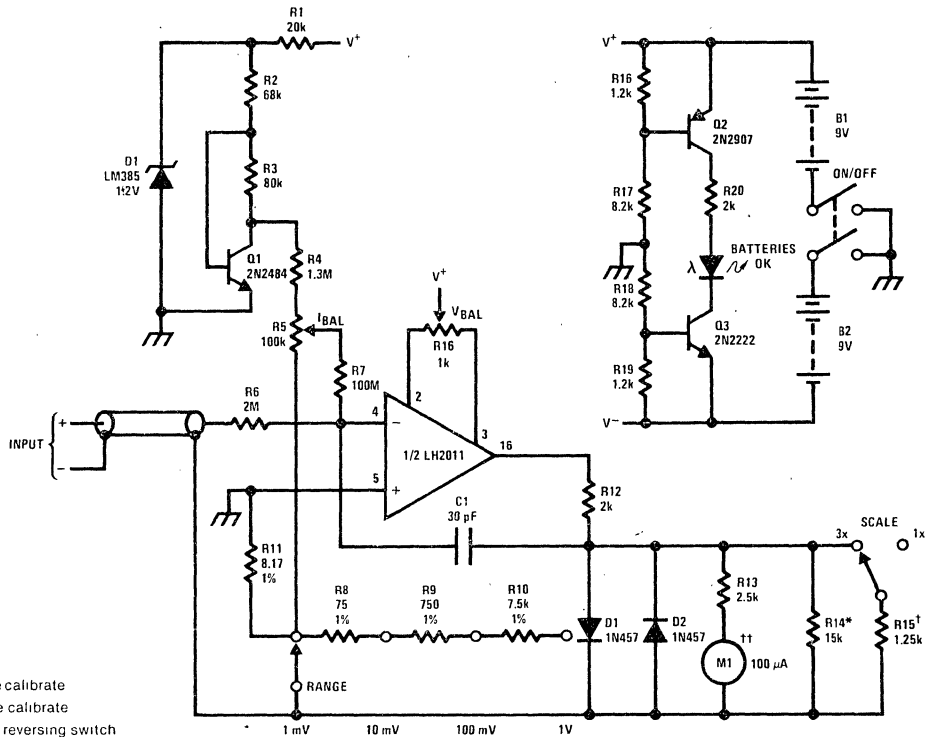 R1
20k
V+
R2
68k
D1
LM385
1.2V
R3
80k
Q1
2N2484
R4
1.3M
R5
100k
IBAL
R7
100M
V+
VBAL
R16
1k
R6
2M
INPUT
+
−
2
4
−
3
16
1/2 LH2011
5
+
C1
30 pF
R12
2k
R11
8.17
1%
R8
75
1%
R9
750
1%
R10
7.5k
1%
RANGE
1 mV
10 mV
100 mV
1V
D1
1N457
D2
1N457
R13
2.5k
††
M1
100 µA
R14*
15k
SCALE
3x
1x
R15†
1.25k
V+
R16
1.2k
Q2
2N2907
R17
8.2k
R20
2k
BATTERIES
OK
λ
R18
8.2k
Q3
2N2222
R19
1.2k
V−
B1
9V
ON/OFF
B2
9V
calibrate
calibrate
reversing switch